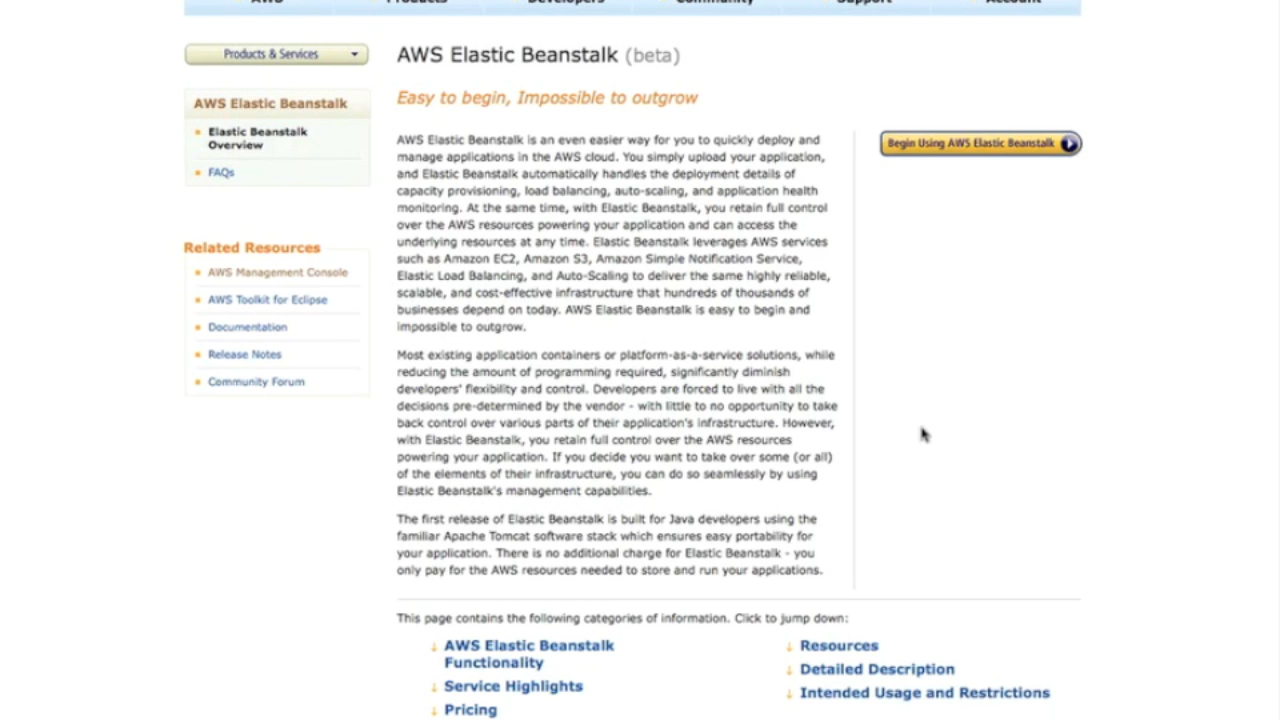 AWS Products Developers Community Support Account
Products & Services
AWS Elastic Beanstalk
Elastic Beanstalk
Overview
FAQs
Related Resources
AWS Management Console
AWS Toolkit for Eclipse
Documentation
Release Notes
Community Forum
AWS Elastic Beanstalk (beta)
Easy to begin, Impossible to outgrow
AWS Elastic Beanstalk is an even easier way for you to quickly deploy and
manage applications in the AWS cloud. You simply upload your application,
and Elastic Beanstalk automatically handles the deployment details of
capacity provisioning, load balancing, auto-scaling, and application health
monitoring. At the same time, with Elastic Beanstalk, you retain full control
over the AWS resources powering your application and can access the
underlying resources at any time. Elastic Beanstalk leverages AWS services
such as Amazon EC2, Amazon S3, Amazon Simple Notification Service,
Elastic Load Balancing, and Auto-Scaling to deliver the same highly reliable,
scalable, and cost-effective infrastructure that hundreds of thousands of
businesses depend on today. AWS Elastic Beanstalk is easy to begin and
impossible to outgrow.
Most existing application containers or platform-as-a-service solutions, while
reducing the amount of programming required, significantly diminish
developers' flexibility and control. Developers are forced to live with all the
decisions pre-determined by the vendor - with little to no opportunity to take
back control over various parts of their application's infrastructure. However,
with Elastic Beanstalk, you retain full control over the AWS resources
powering your application. If you decide you want to take over some (or all)
of the elements of their infrastructure, you can do so seamlessly by using
Elastic Beanstalk's management capabilities.
The first release of Elastic Beanstalk is built for Java developers using the
familiar Apache Tomcat software stack which ensures easy portability for
your application. There is no additional charge for Elastic Beanstalk - you
only pay for the AWS resources needed to store and run your applications.
Begin Using AWS Elastic Beanstalk
This page contains the following categories of information. Click to jump down:
AWS Elastic Beanstalk
Functionality
Service Highlights
Pricing
Resources
Detailed Description
Intended Usage and Restrictions